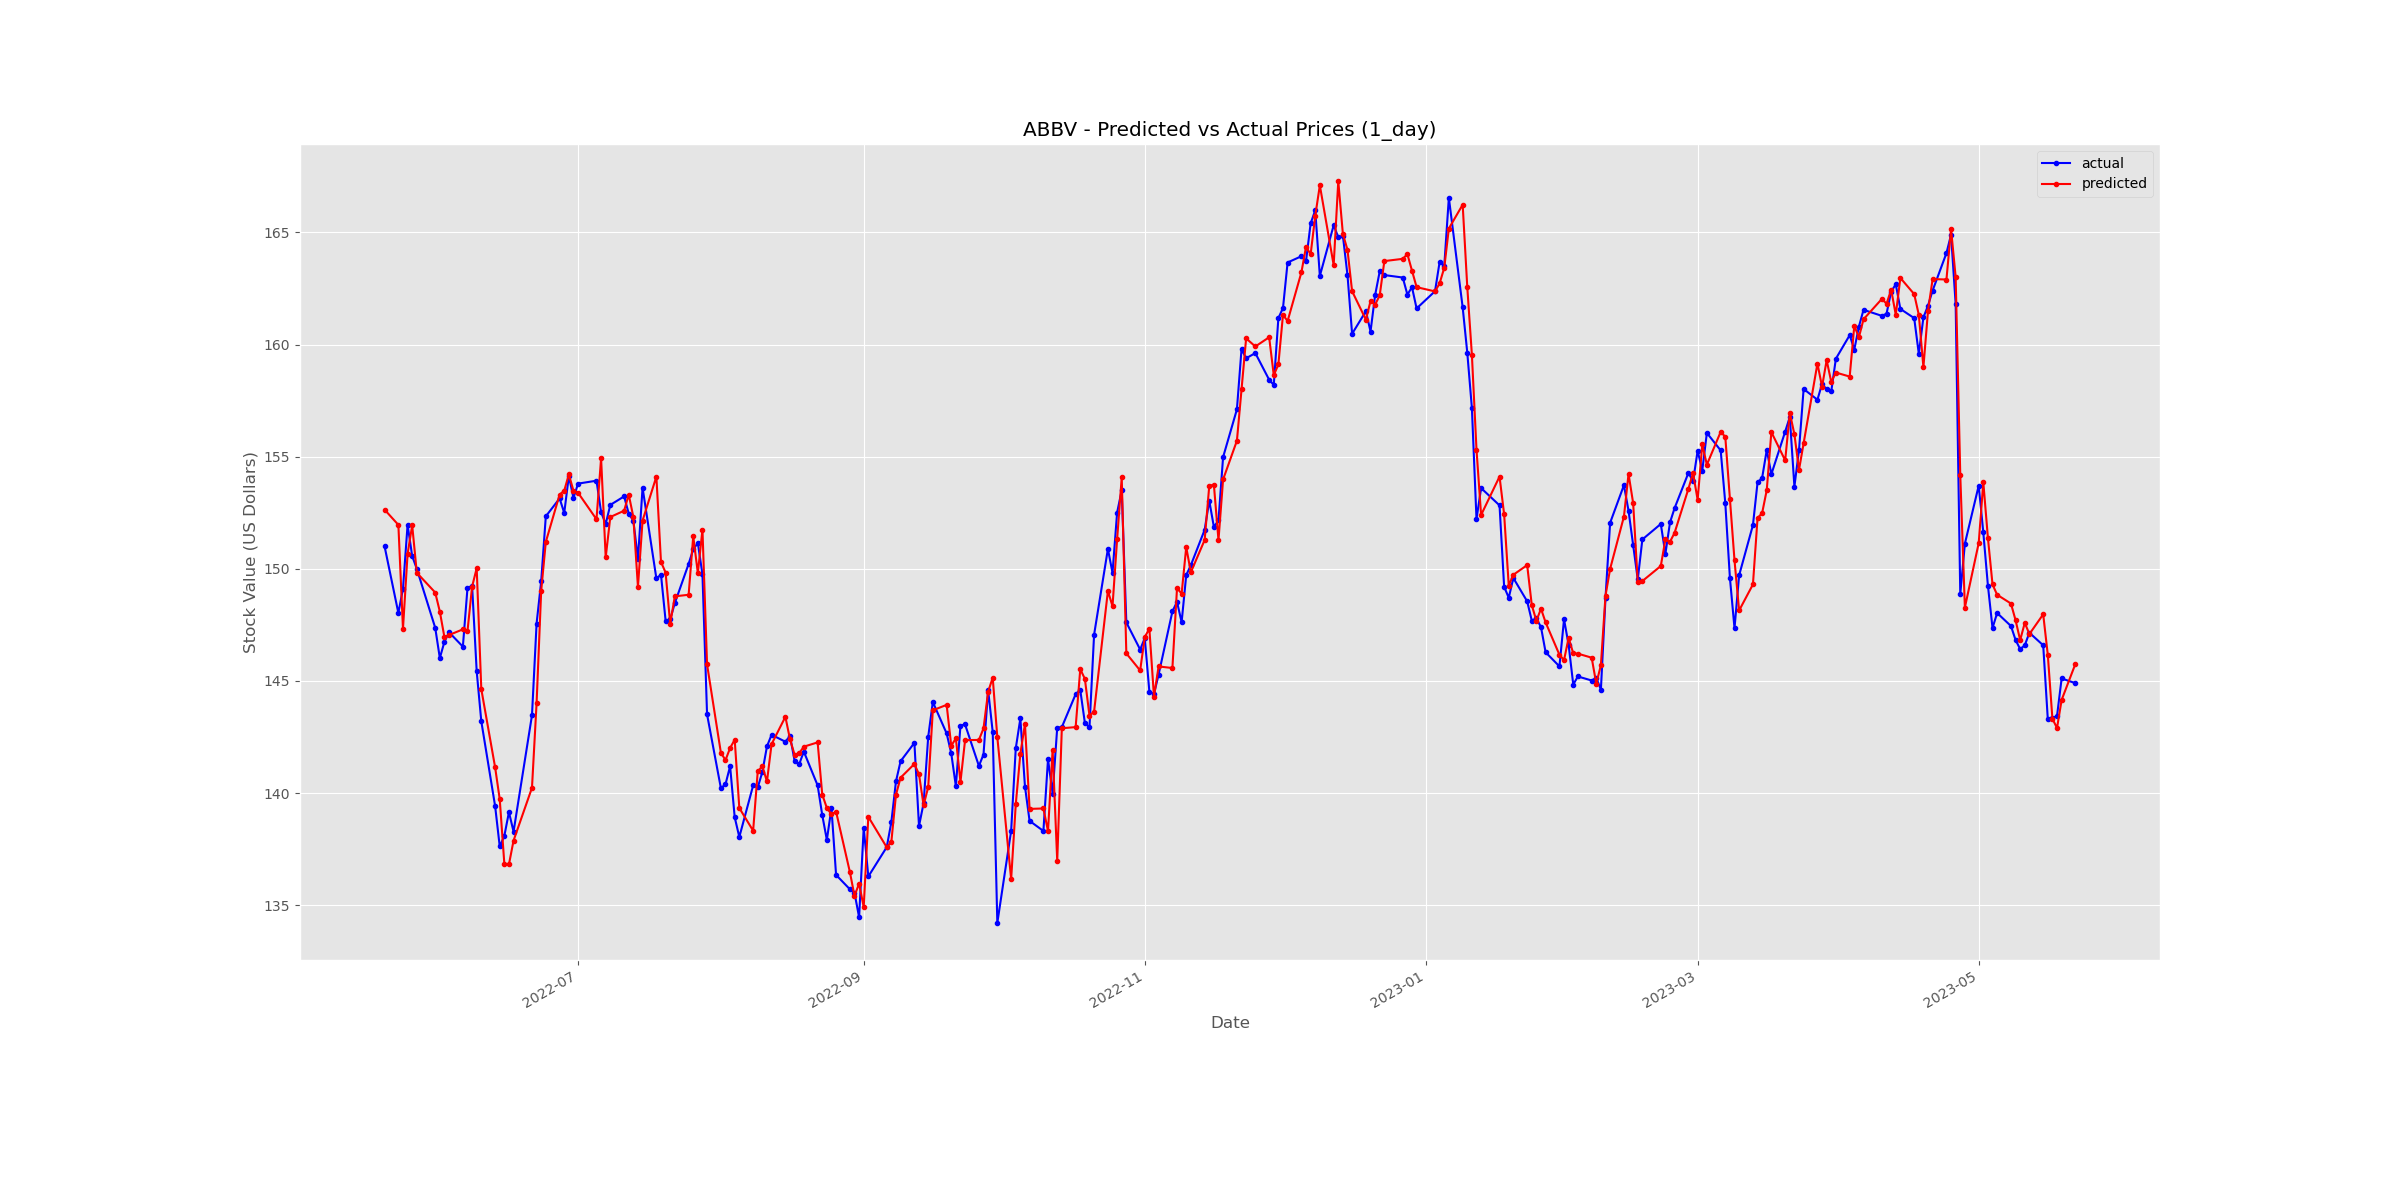 ABBV - Predicted vs Actual Prices (1_day)
actual
predicted
Stock Value (US Dollars)
165
160
155
150
145
140
135
2022-07
2022-09
2022-11
2023-01
2023-03
2023-05
Date